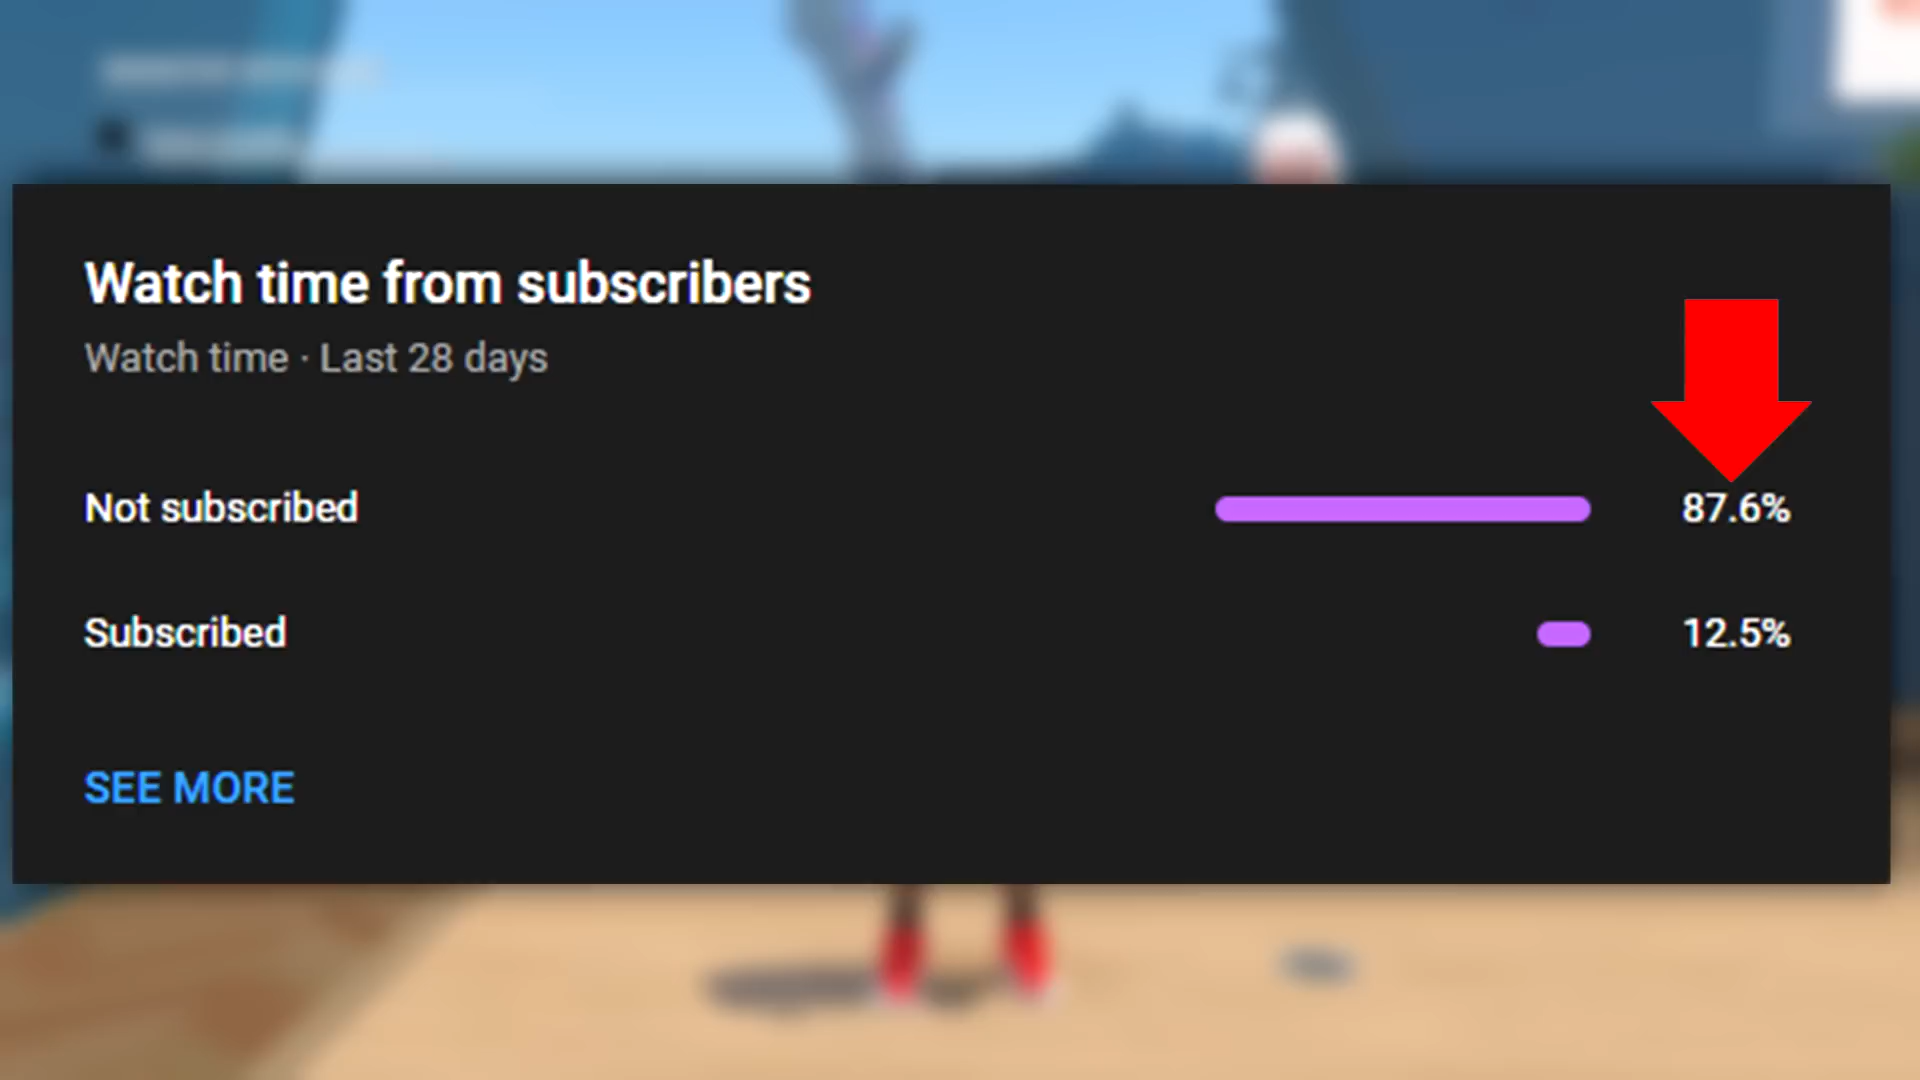 Watch time from subscribers
Watch time · Last 28 days
Not subscribed 87.6%
Subscribed 12.5%
SEE MORE